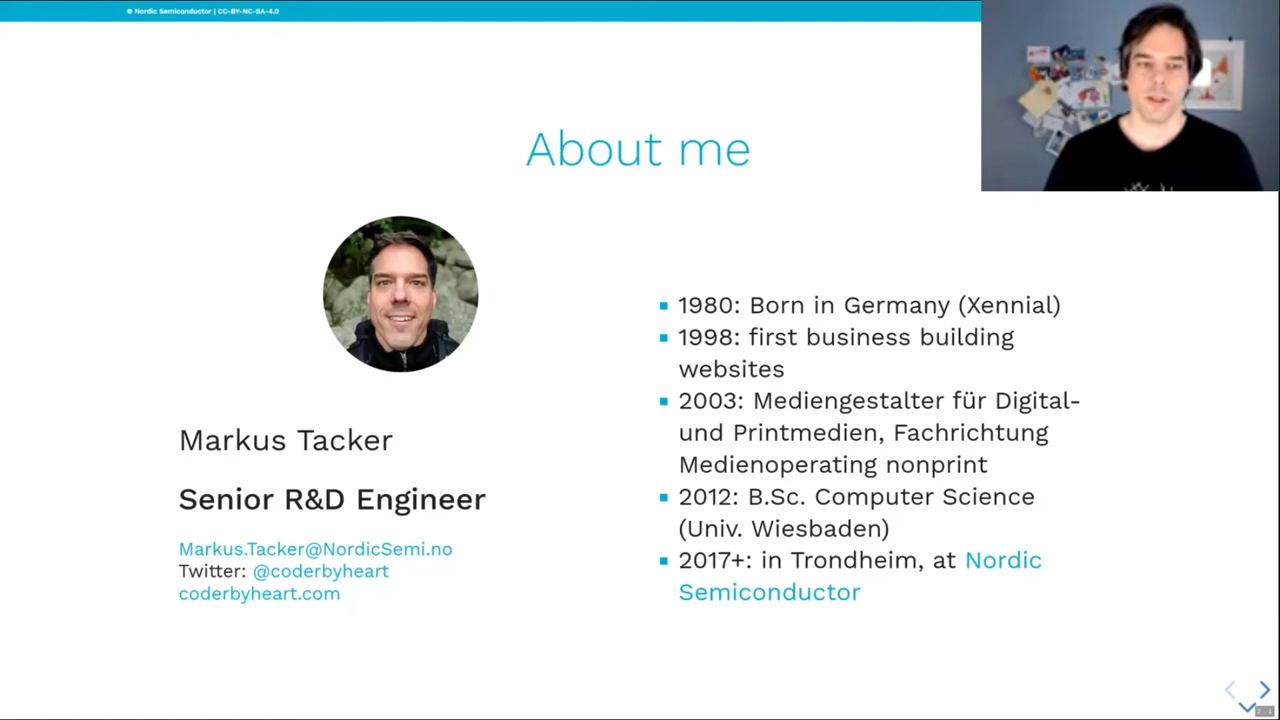 © Nordic Semiconductor | CC-BY-NC-SA-4.0
About me
Markus Tacker
Senior R&D Engineer
Markus.Tacker@NordicSemi.no
Twitter: @coderbyheart
coderbyheart.com
1980: Born in Germany (Xennial)
1998: first business building
websites
2003: Mediengestalter für Digital-
und Printmedien, Fachrichtung
Medienoperating nonprint
2012: B.Sc. Computer Science
(Univ. Wiesbaden)
2017+: in Trondheim, at Nordic
Semiconductor